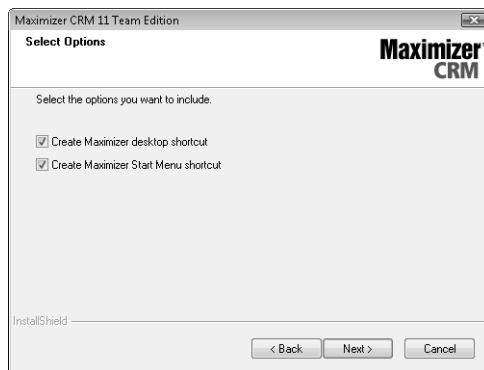 Maximizer CRM 11 Team Edition
Select Options
Maximizer
CRM
Select the options you want to include.
Create Maximizer desktop shortcut
Create Maximizer Start Menu shortcut
InstallShield
< Back Next > Cancel